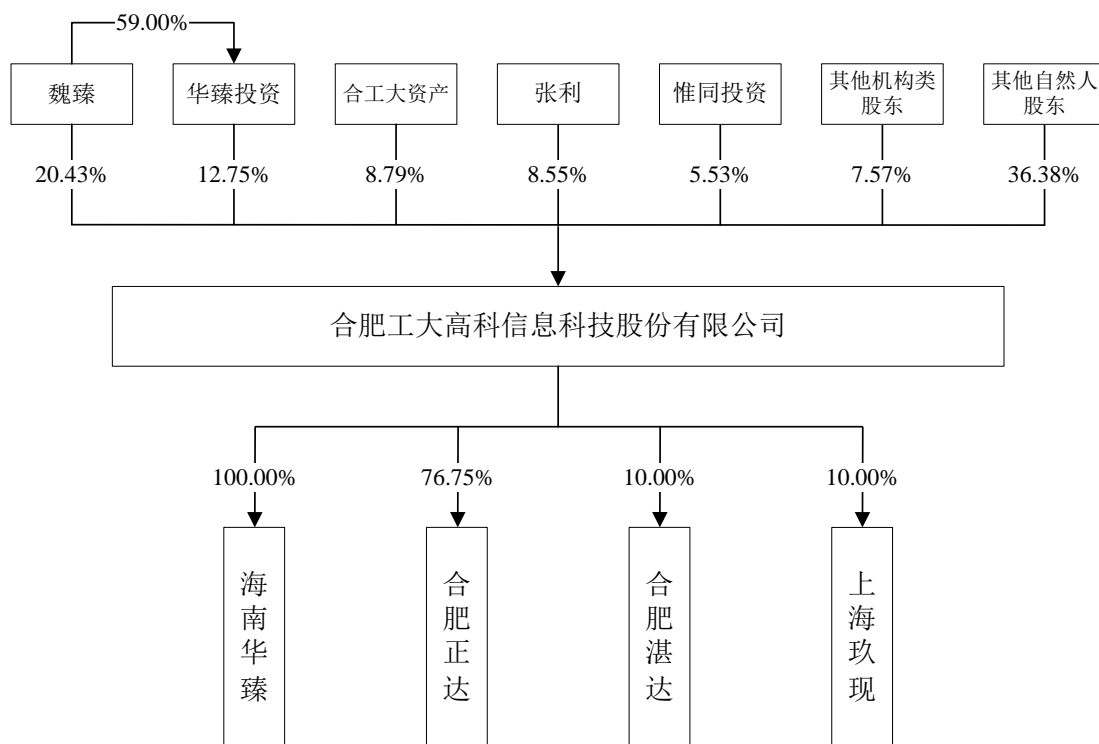 59.00%
魏臻
华臻投资
合工大资产
张利
惟同投资
其他机构类
股东
其他自然人
股东
20.43%
12.75%
8.79%
8.55%
5.53%
7.57%
36.38%
合肥工大高科信息科技股份有限公司
100.00%
76.75%
10.00%
10.00%
海南华臻
合肥正达
合肥湛达
上海玖现